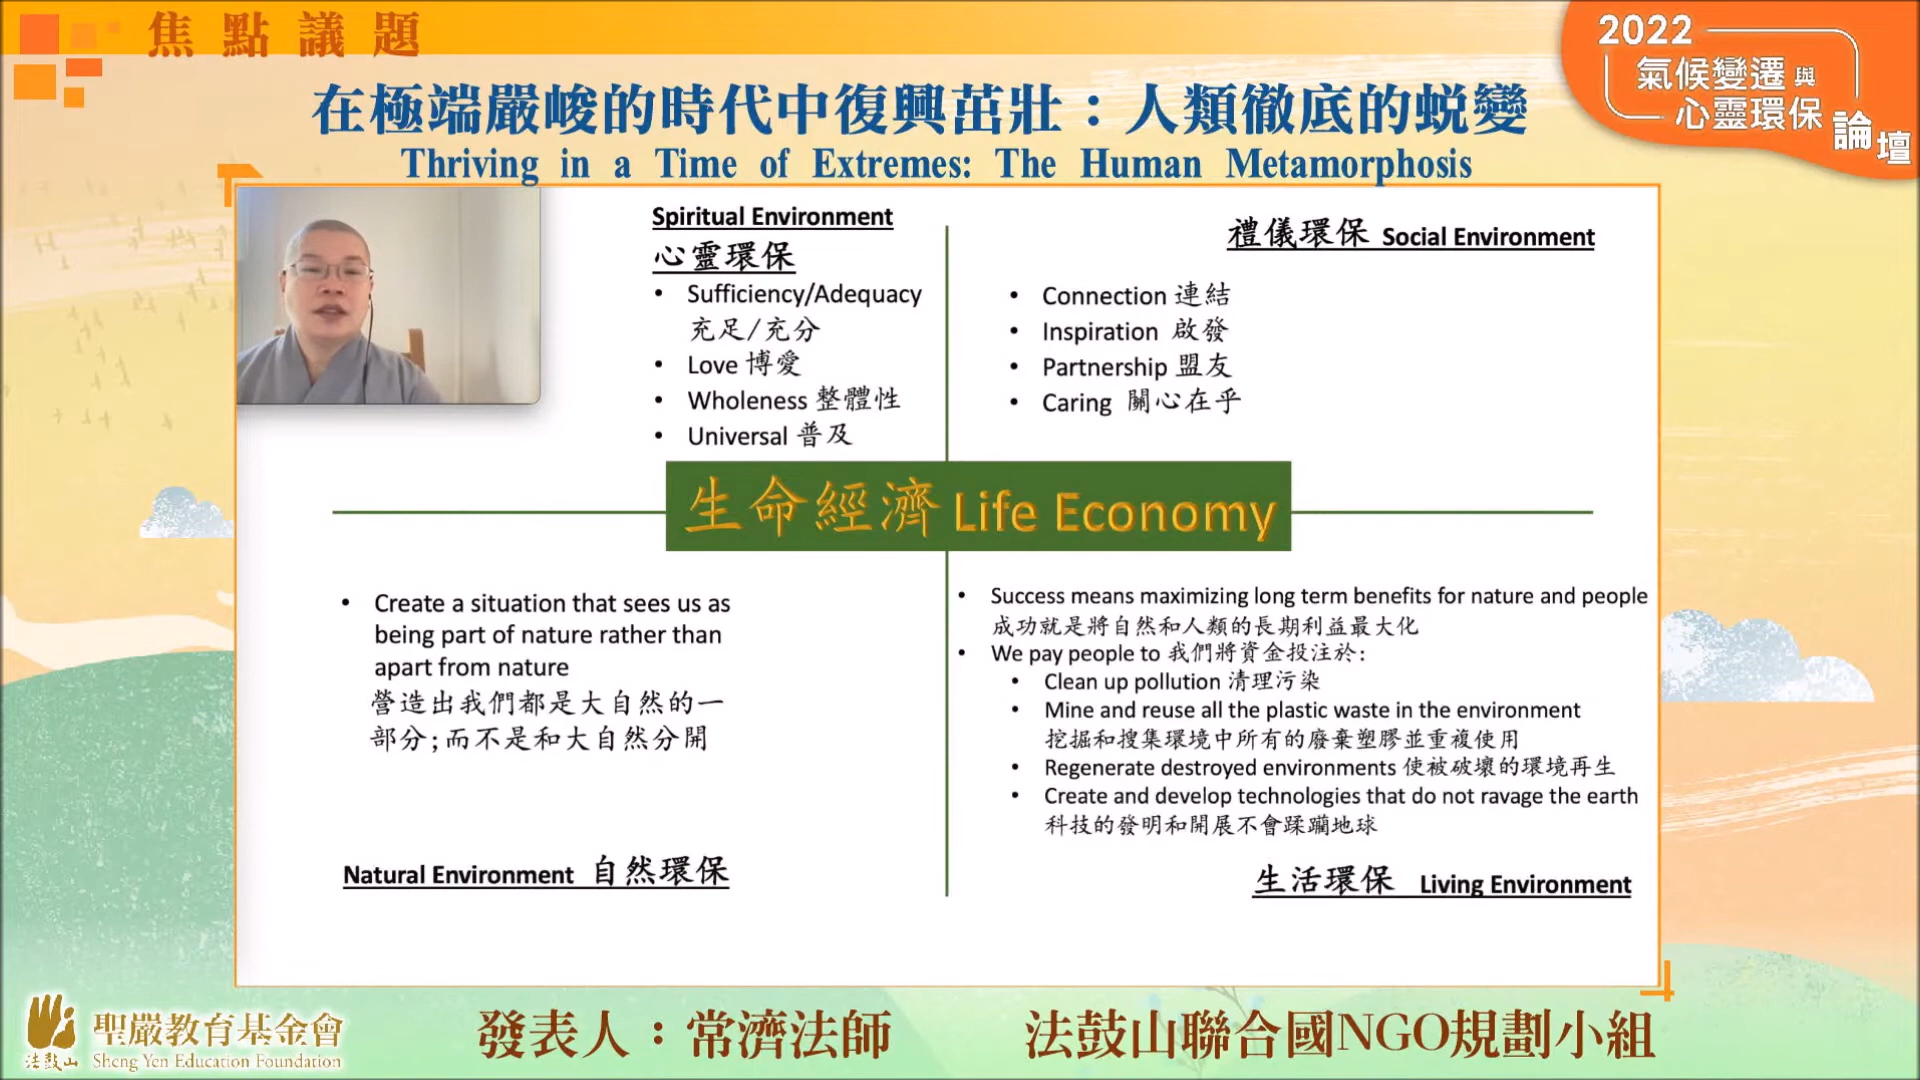 焦點議題
2022
氣候變遷與
心靈環保
論壇
在極端嚴峻的時代中復興茁壯：人類徹底的蛻變
Thriving in a Time of Extremes: The Human Metamorphosis
Spiritual Environment
心靈環保
• Sufficiency/Adequacy
充足/充分
• Love 博愛
• Wholeness 整體性
• Universal 普及
禮儀環保 Social Environment
• Connection 連結
• Inspiration 啟發
• Partnership 盟友
• Caring 關心在乎
生命經濟 Life Economy
• Create a situation that sees us as
being part of nature rather than
apart from nature
營造出我們都是大自然的一
部分；而不是和大自然分開
Natural Environment 自然環保
• Success means maximizing long term benefits for nature and people
成功就是將自然和人類的長期利益最大化
• We pay people to 我們將資金投注於：
• Clean up pollution 清理污染
• Mine and reuse all the plastic waste in the environment
挖掘和搜集環境中所有的廢棄塑膠並重複使用
• Regenerate destroyed environments 使被破壞的環境再生
• Create and develop technologies that do not ravage the earth
科技的發明和開展不會蹂躪地球
生活環保 Living Environment
法鼓山
聖嚴教育基金會
Sheng Yen Education Foundation
發表人：常濟法師
法鼓山聯合國NGO規劃小組